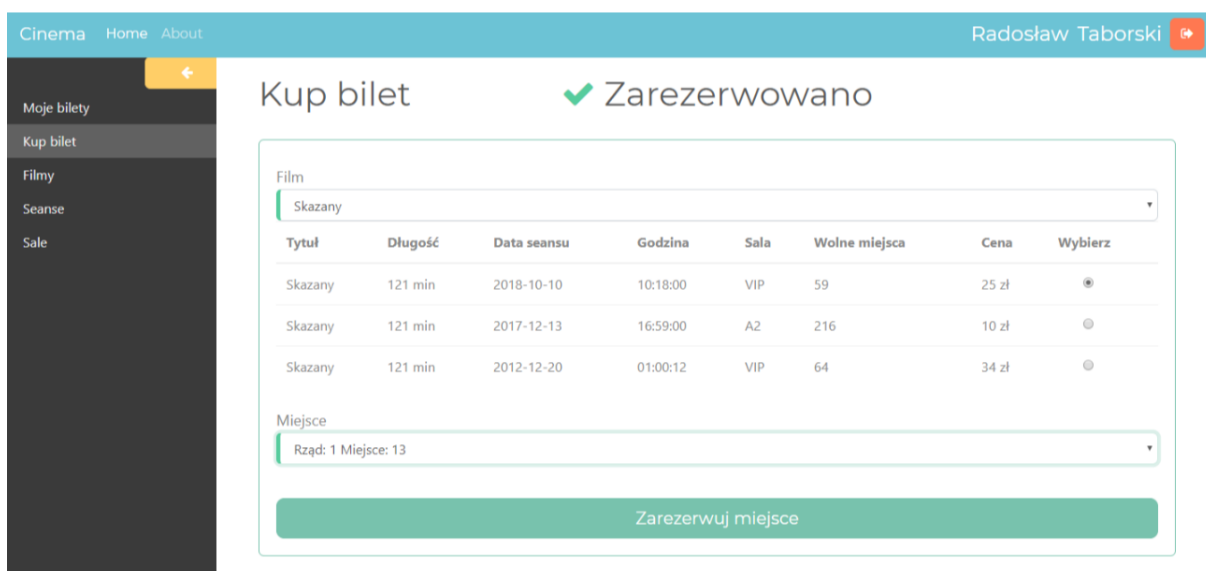 Cinema Home About Radosław Taborski
Moje bilety
Kup bilet
Filmy
Seanse
Sale
Kup bilet Zarezerwowano
Film
Skazany
Tytuł Długość Data seansu Godzina Sala Wolne miejsca Cena Wybierz
Skazany 121 min 2018-10-10 10:18:00 VIP 59 25 zł
Skazany 121 min 2017-12-13 16:59:00 A2 216 10 zł
Skazany 121 min 2012-12-20 01:00:12 VIP 64 34 zł
Miejsce
Rząd: 1 Miejsce: 13
Zarezerwuj miejsce